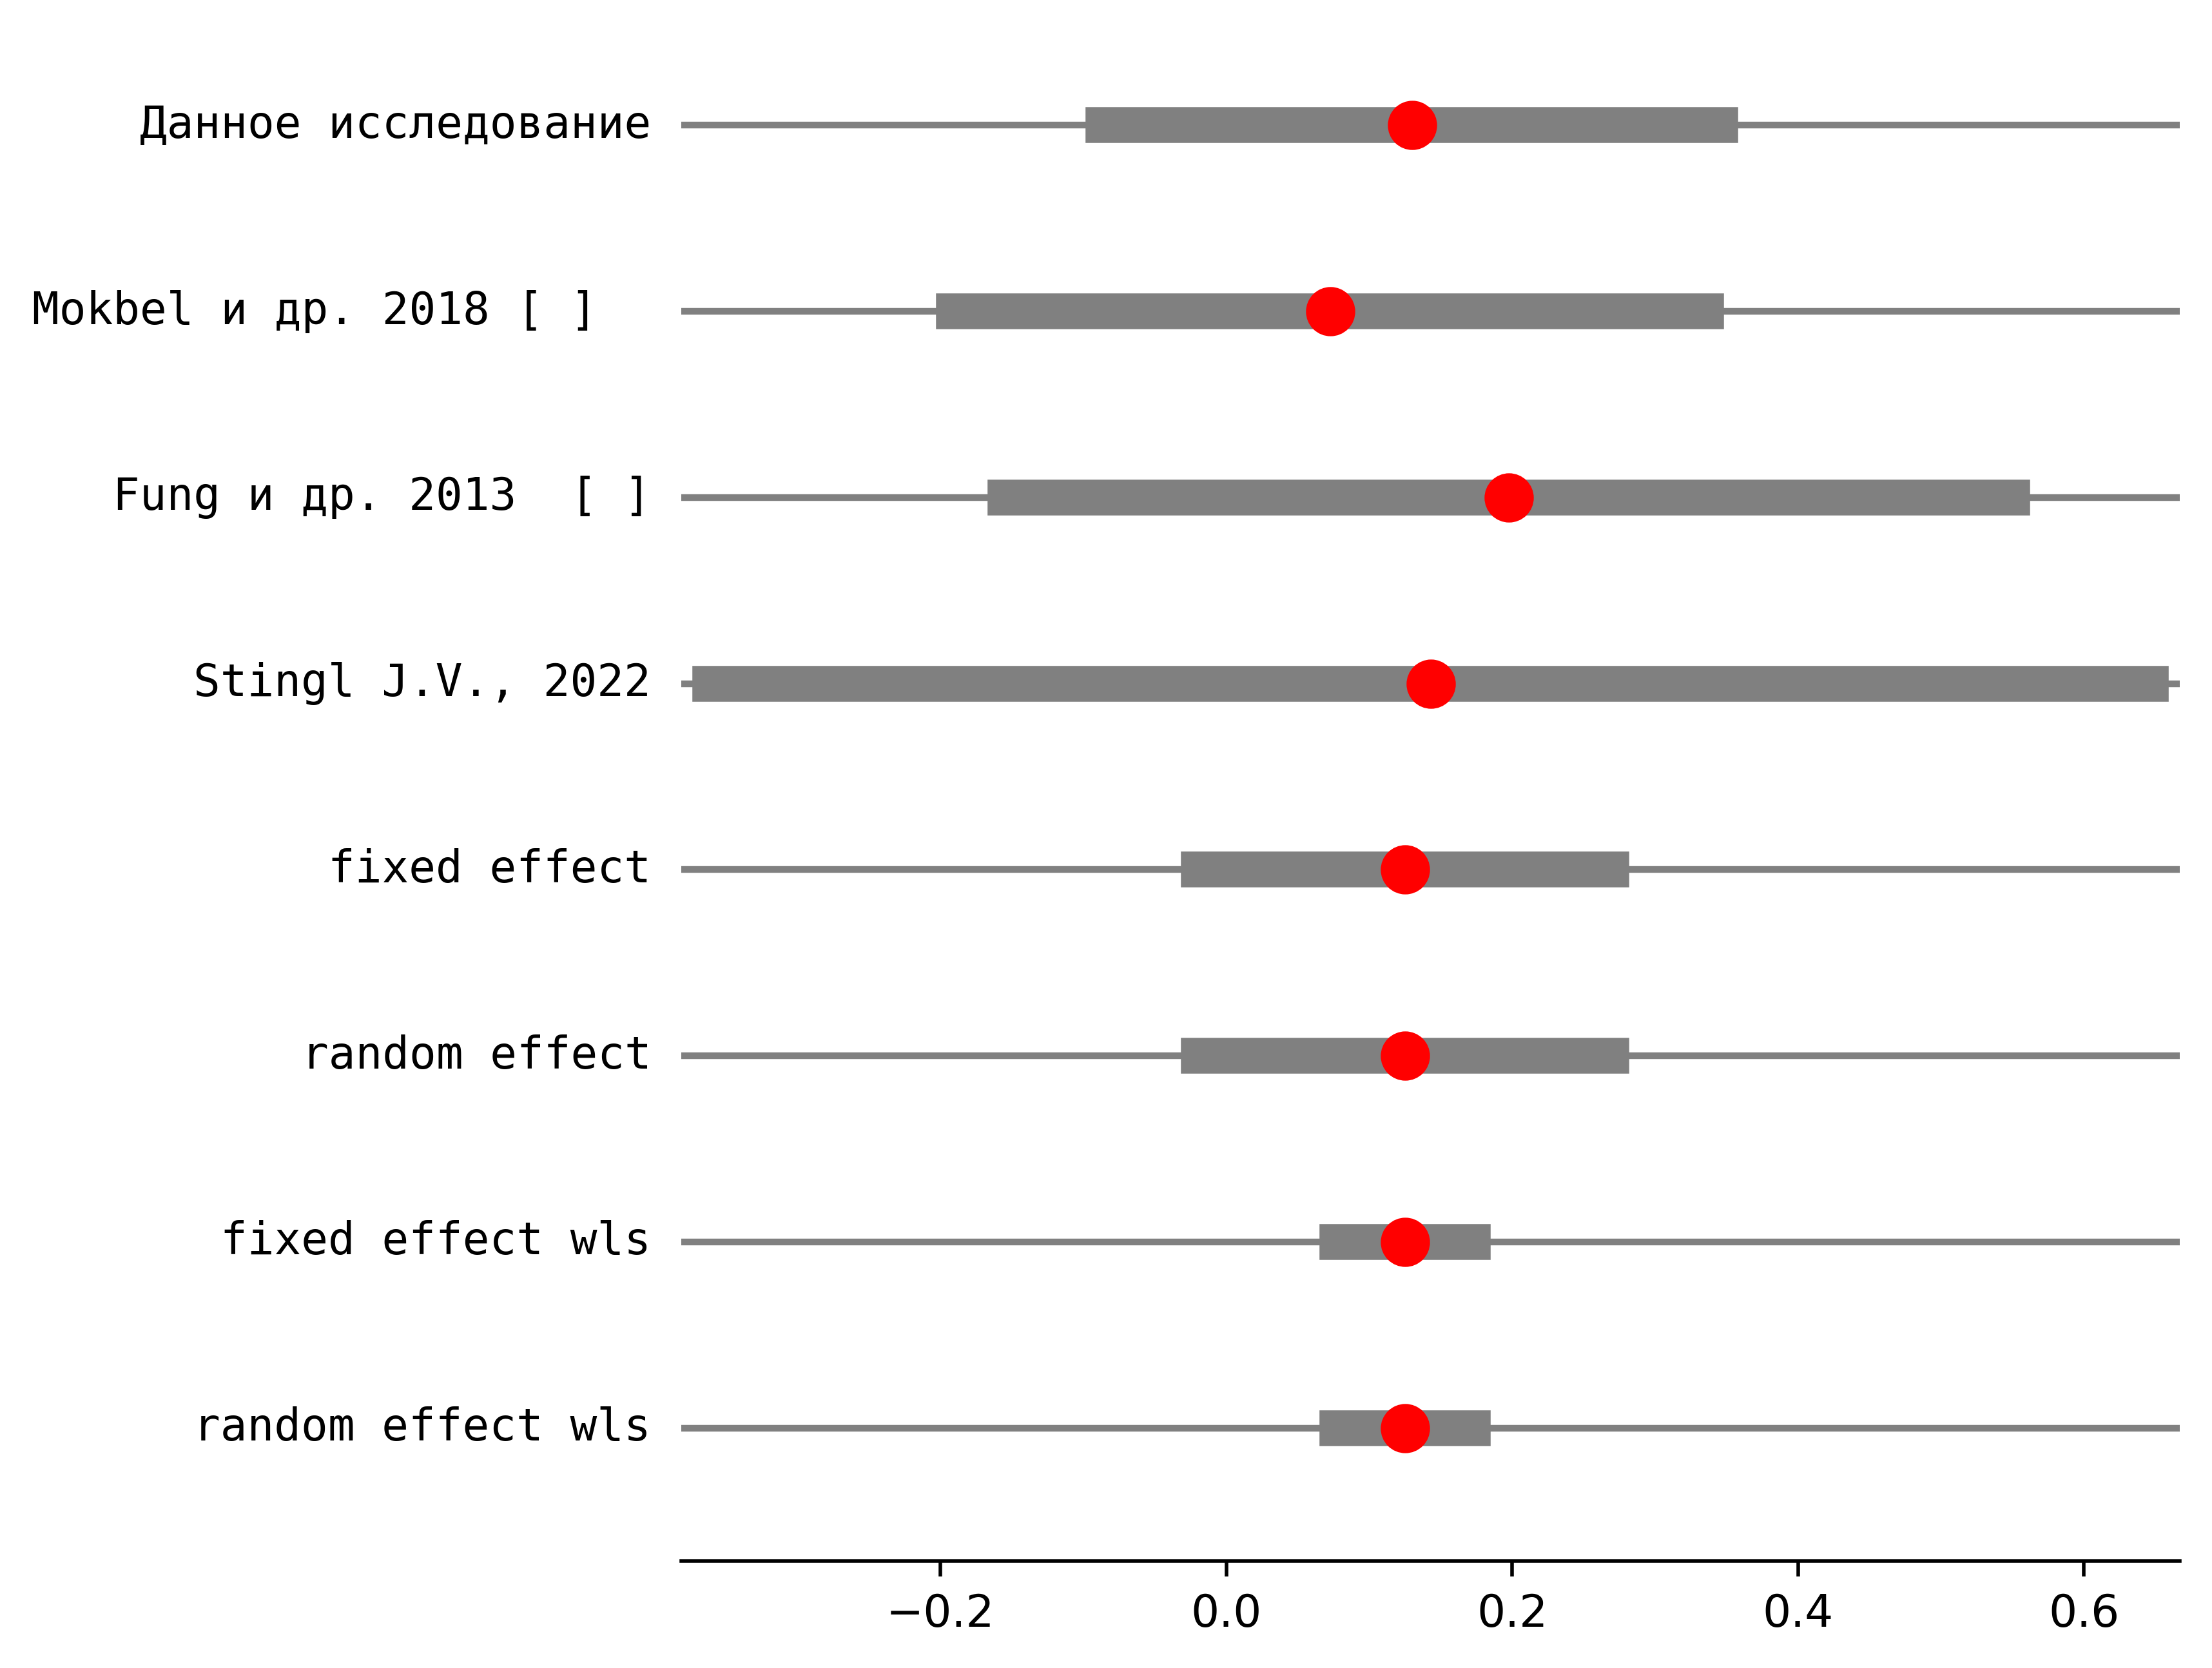 Данное исследование
Mokbel и др. 2018 [ ]
Fung и др. 2013  [ ]
Stingl J.V., 2022
fixed effect
random effect
fixed effect wls
random effect wls
−0.2 0.0 0.2 0.4 0.6